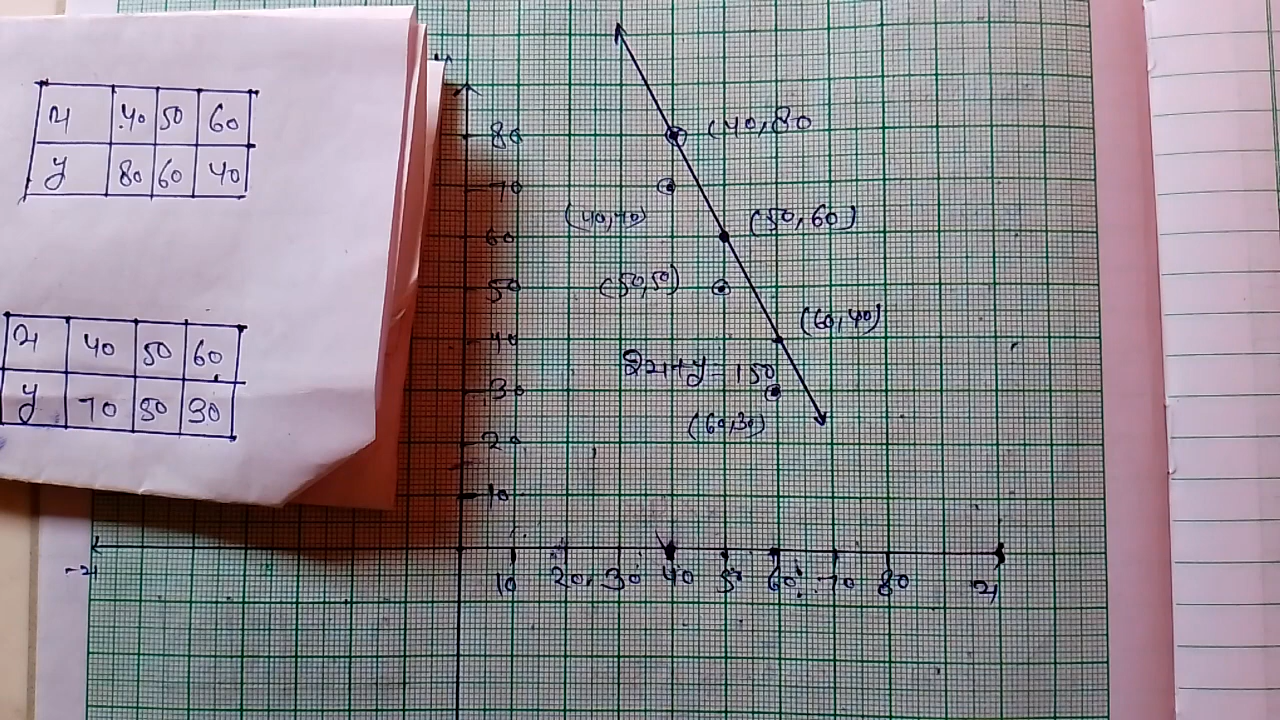 x 40 50 60
y 80 60 40
x 40 50 60
y 70 50 30
80
70
60
50
40
30
20
10
(40,80
(40,70)
(50,60)
(50,50)
(60,40)
2x+y=150
(60,30)
-x
10 20 30 40 50 60 70 80 x